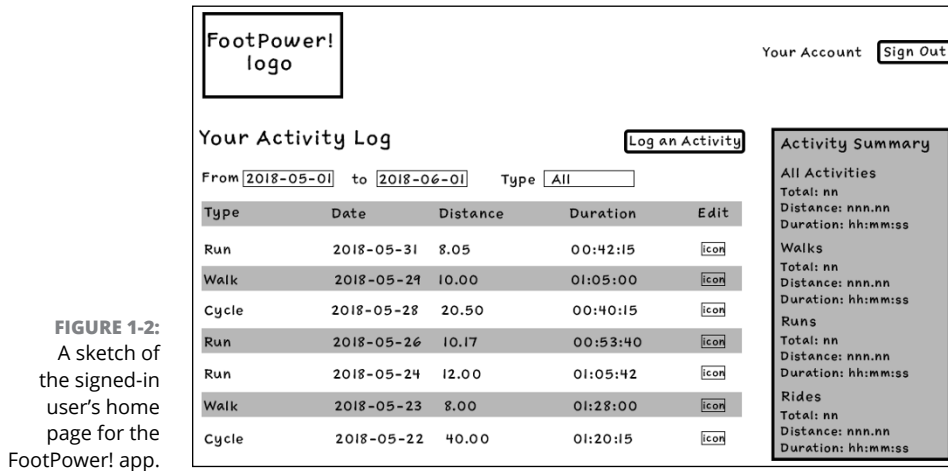 FootPower!
logo
Your Account Sign Out
Your Activity Log Log an Activity
From 2018-05-01 to 2018-06-01 Type All
Type Date Distance Duration Edit
Run 2018-05-31 8.05 00:42:15 icon
Walk 2018-05-29 10.00 01:05:00 icon
Cycle 2018-05-28 20.50 00:40:15 icon
Run 2018-05-26 10.17 00:53:40 icon
Run 2018-05-24 12.00 01:05:42 icon
Walk 2018-05-23 8.00 01:28:00 icon
Cycle 2018-05-22 40.00 01:20:15 icon
Activity Summary
All Activities
Total: nn
Distance: nnn.nn
Duration: hh:mm:ss
Walks
Total: nn
Distance: nnn.nn
Duration: hh:mm:ss
Runs
Total: nn
Distance: nnn.nn
Duration: hh:mm:ss
Rides
Total: nn
Distance: nnn.nn
Duration: hh:mm:ss
FIGURE 1-2:
A sketch of
the signed-in
user’s home
page for the
FootPower! app.